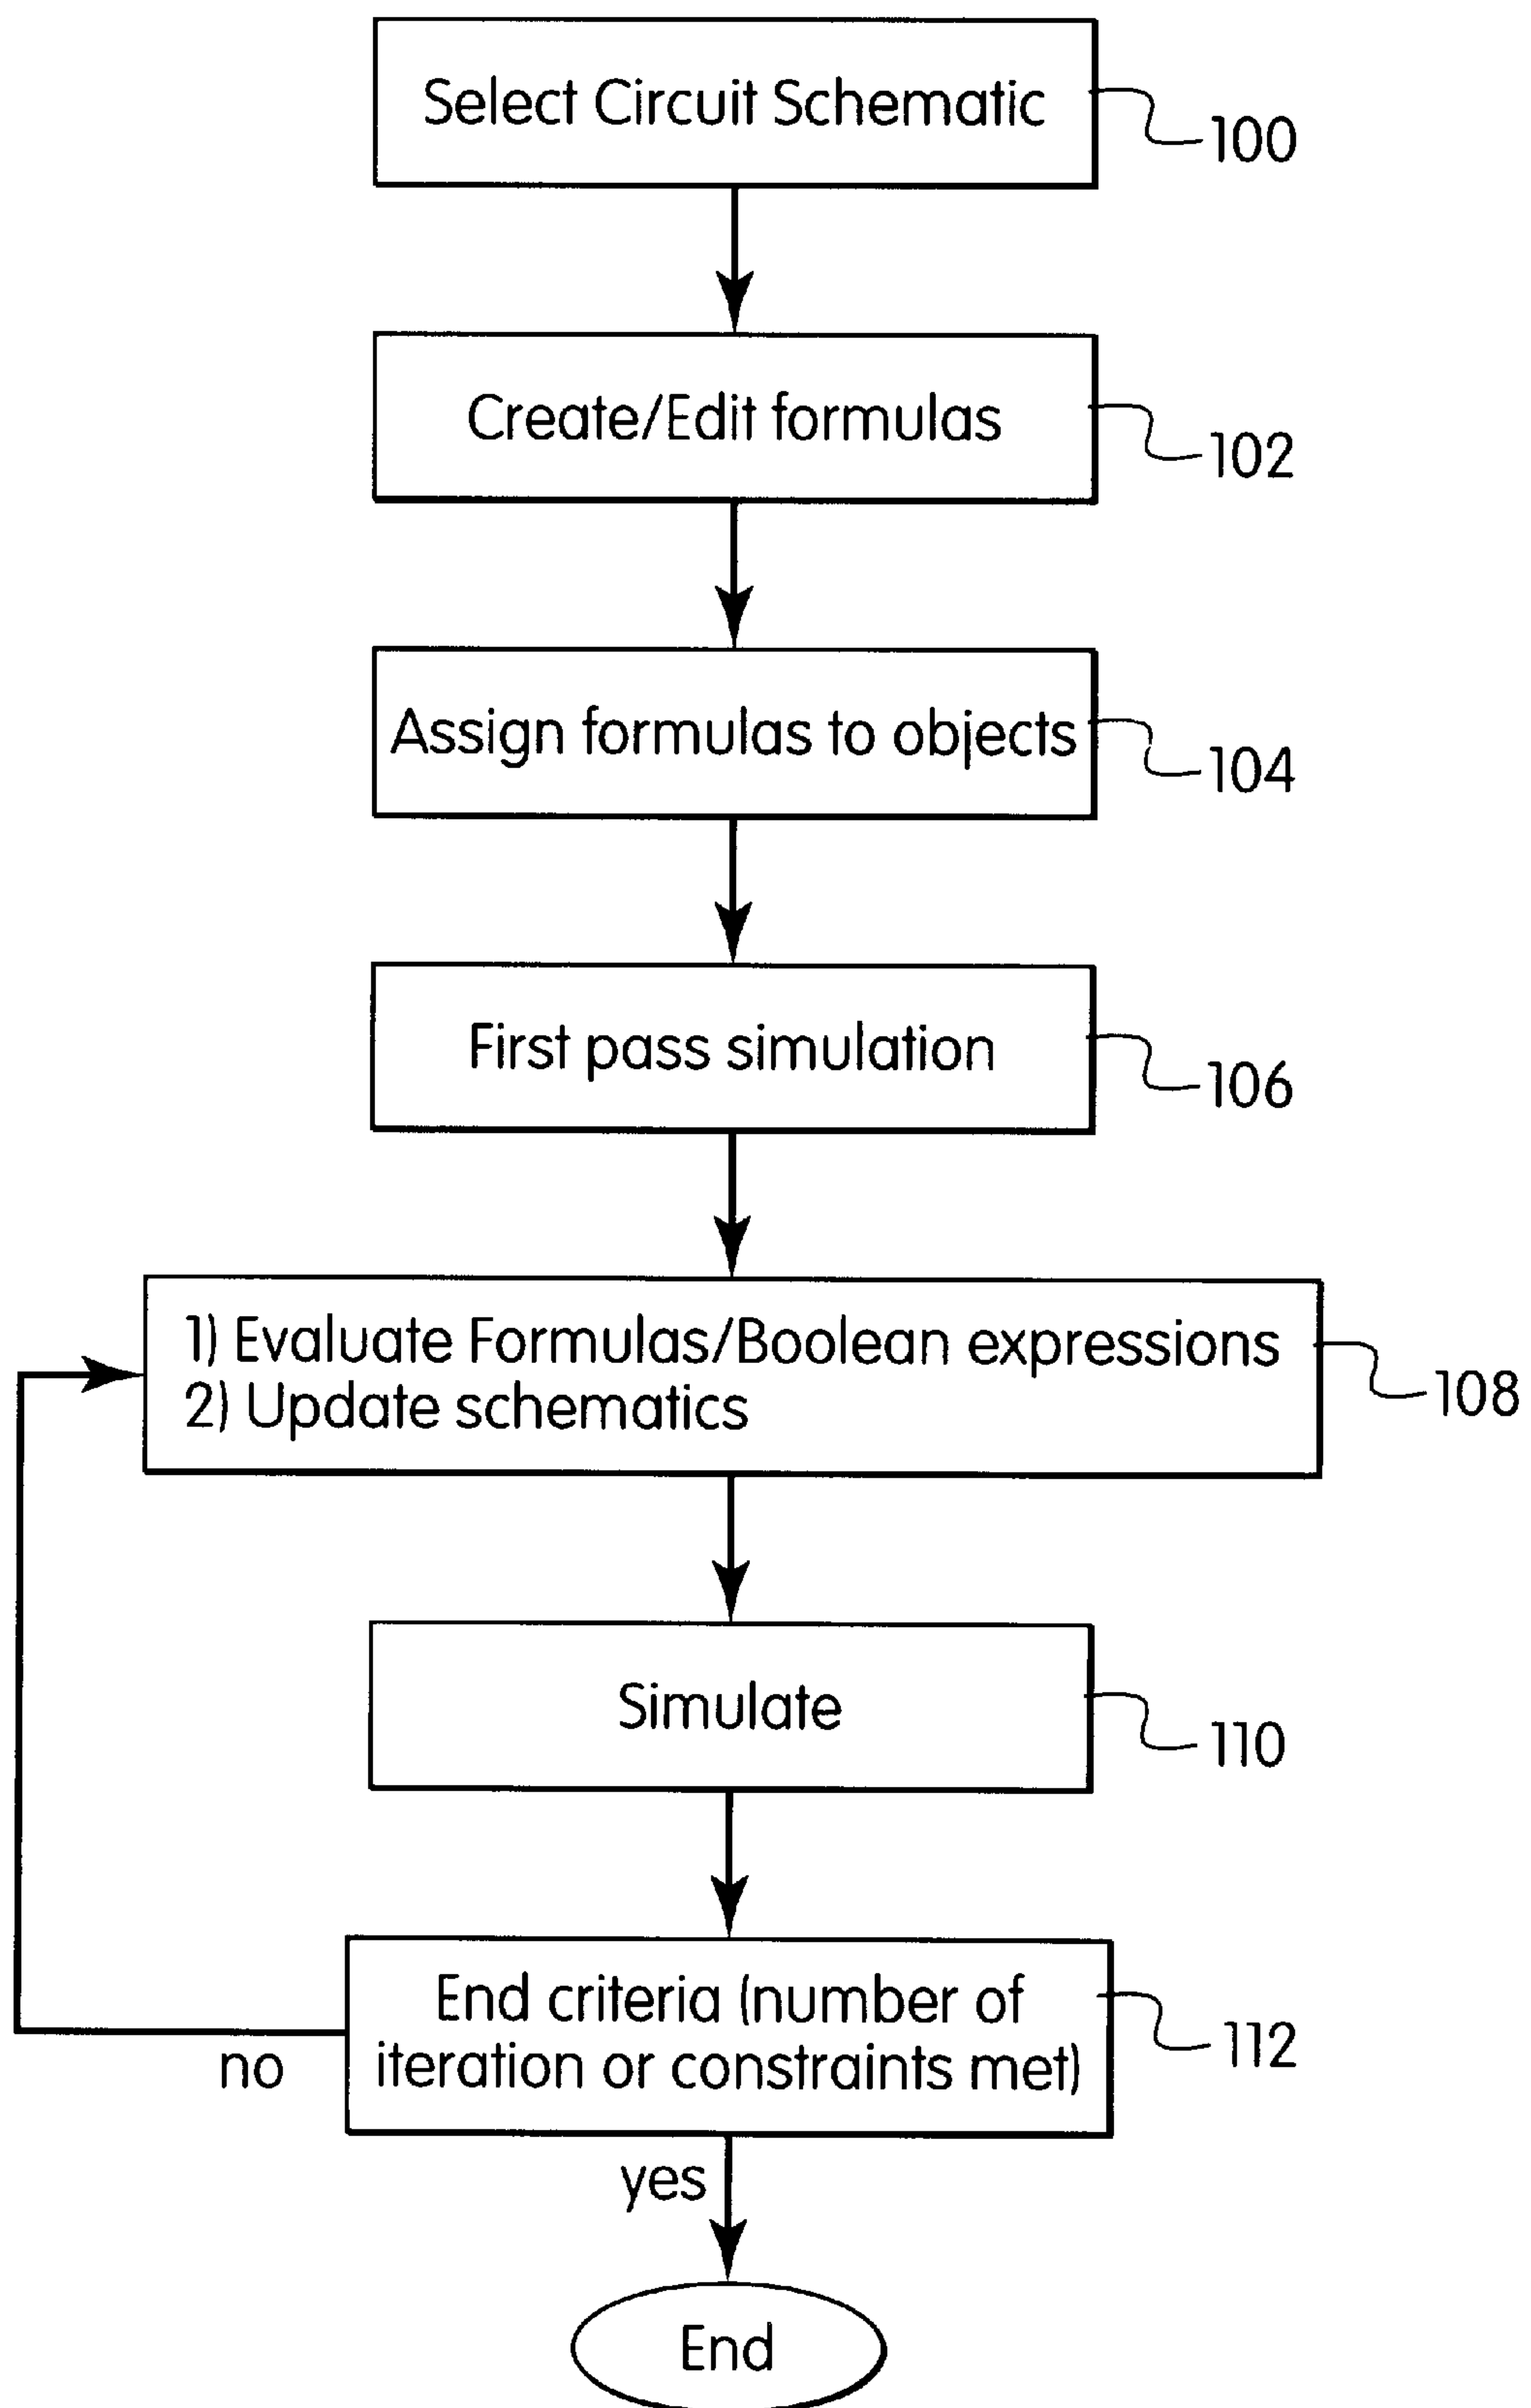 Select Circuit Schematic
100
Create/Edit formulas
102
Assign formulas to objects
104
First pass simulation
106
1) Evaluate Formulas/Boolean expressions
2) Update schematics
108
Simulate
110
End criteria (number of
iteration or constraints met)
112
no
yes
End